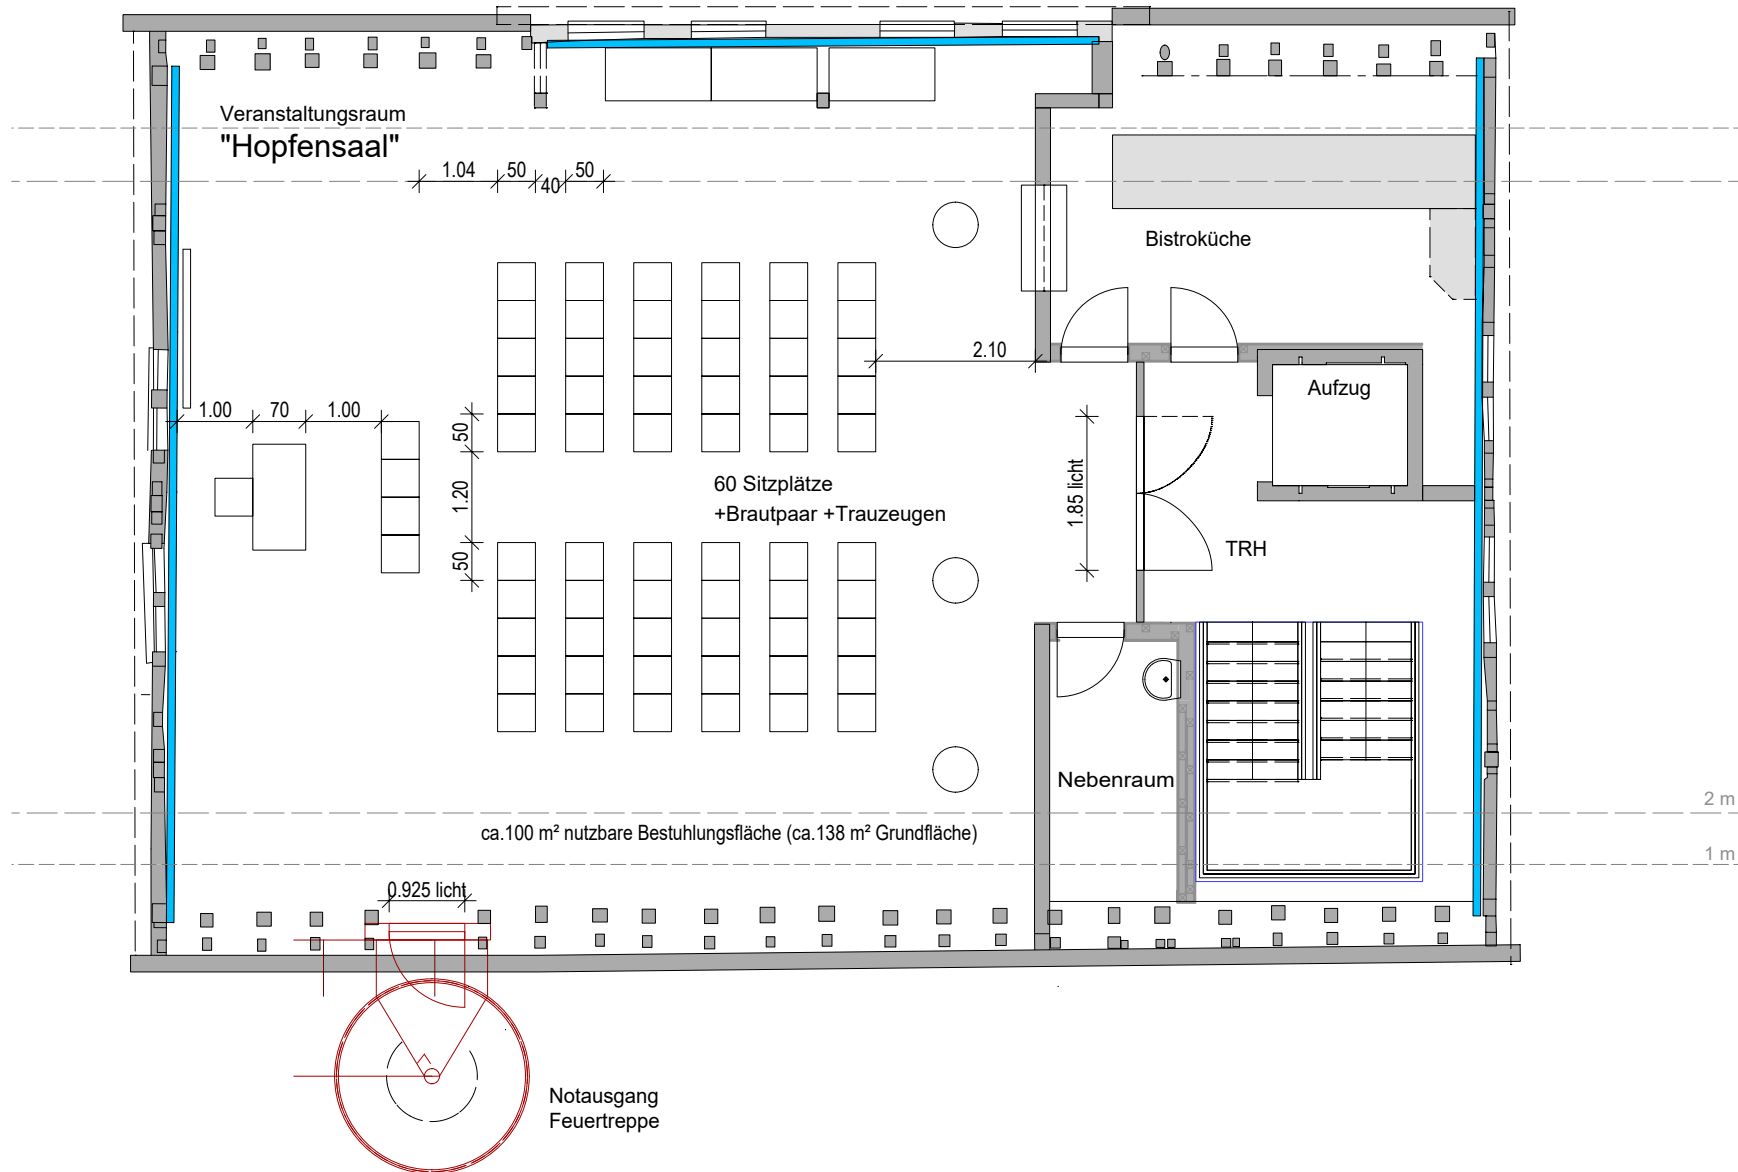 Veranstaltungsraum
"Hopfensaal"
1.04
50
40
50
Bistroküche
2.10
Aufzug
1.00
70
1.00
50
1.20
50
60 Sitzplätze
+Brautpaar +Trauzeugen
1.85 licht
TRH
Nebenraum
2 m
ca.100 m² nutzbare Bestuhlungsfläche (ca.138 m² Grundfläche)
1 m
0.925 licht
Notausgang
Feuertreppe